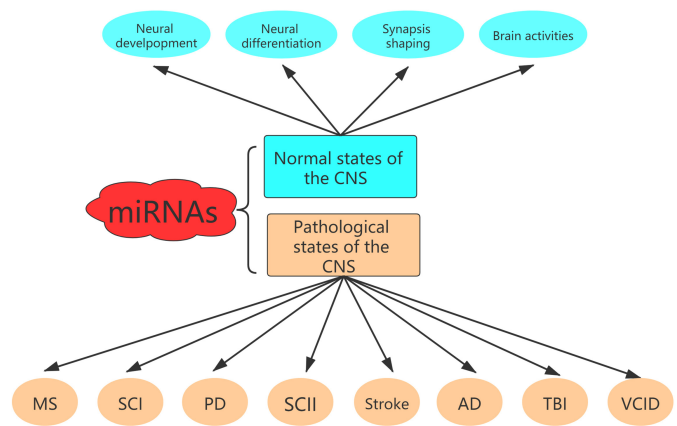 Neural
develpopment
Neural
differentiation
Synapsis
shaping
Brain activities
Normal states of
the CNS
miRNAs
Pathological
states of the
CNS
MS
SCI
PD
SCII
Stroke
AD
TBI
VCID